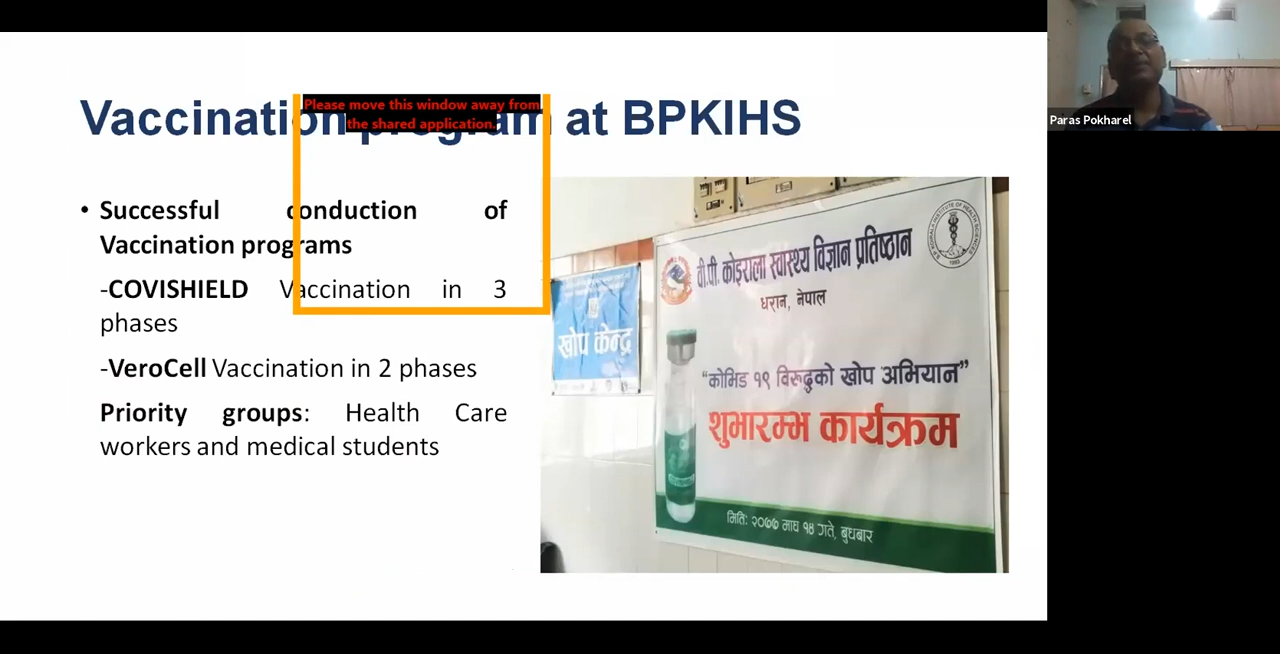 Vaccination program at BPKIHS
Please move this window away from
the shared application.
• Successful conduction of
Vaccination programs
-COVISHIELD Vaccination in 3
phases
-VeroCell Vaccination in 2 phases
Priority groups: Health Care
workers and medical students
खोप केन्द्र
वी.पी. कोइराला स्वास्थ्य विज्ञान प्रतिष्ठान
धरान, नेपाल
“कोभिड १९ विरुद्धको खोप अभियान”
शुभारम्भ कार्यक्रम
मिति: २०७७ माघ १४ गते, बुधबार
Paras Pokharel